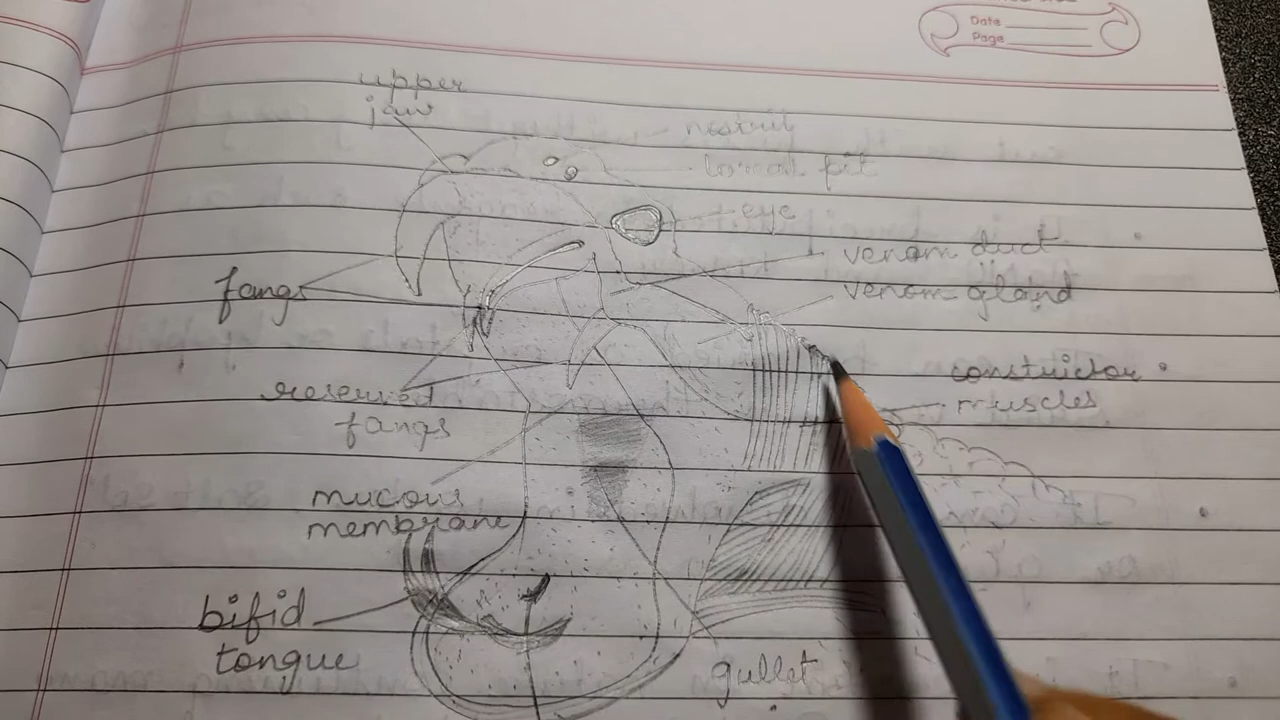 Date
Page
upper
jaw
nostril
loreal pit
eye
venom duct
venom gland
fangs
constrictor
muscles
reserved
fangs
mucous
membrane
bifid
tongue
gullet